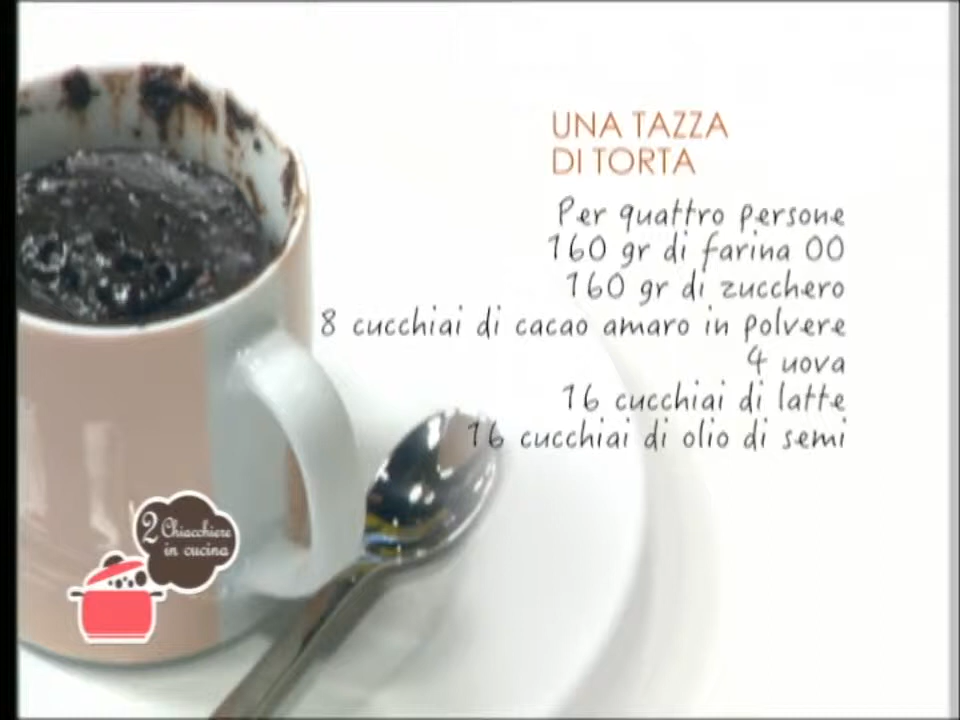 UNA TAZZA
DI TORTA
Per quattro persone
160 gr di farina 00
160 gr di zucchero
8 cucchiai di cacao amaro in polvere
4 uova
16 cucchiai di latte
16 cucchiai di olio di semi
2 Chiacchiere
in cucina